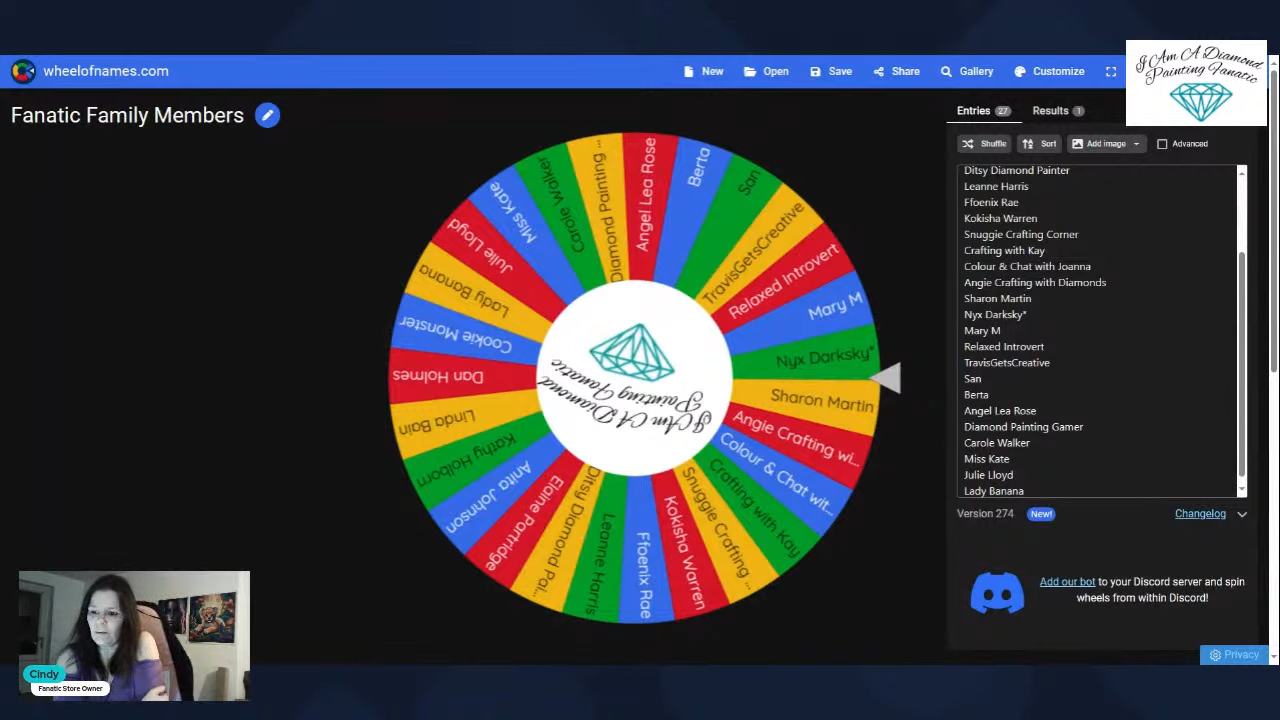 wheelofnames.com
New
Open
Save
Share
Gallery
Customize
I Am A Diamond
Painting Fanatic
Fanatic Family Members
Entries 27
Results 1
Shuffle
Sort
Add image
Advanced
Ditsy Diamond Painter
Leanne Harris
Ffoenix Rae
Kokisha Warren
Snuggie Crafting Corner
Crafting with Kay
Colour & Chat with Joanna
Angie Crafting with Diamonds
Sharon Martin
Nyx Darksky*
Mary M
Relaxed Introvert
TravisGetsCreative
San
Berta
Angel Lea Rose
Diamond Painting Gamer
Carole Walker
Miss Kate
Julie Lloyd
Lady Banana
Version 274
New!
Changelog
Add our bot to your Discord server and spin
wheels from within Discord!
Privacy
Angel Lea Rose
Berta
San
TravisGetsCreative
Relaxed Introvert
Mary M
Nyx Darksky*
Sharon Martin
Angie Crafting wi...
Colour & Chat wit...
Crafting with Kay
Snuggie Crafting ...
Kokisha Warren
Ffoenix Rae
Leanne Harris
Ditsy Diamond Pai...
Elaine Partridge
Anita Johnson
Kathy Holborn
Linda Bain
Dan Holmes
Cookie Monster
Lady Banana
Julie Lloyd
Miss Kate
Carole Walker
Diamond Painting ...
I Am A Diamond
Painting Fanatic
Cindy
Fanatic Store Owner